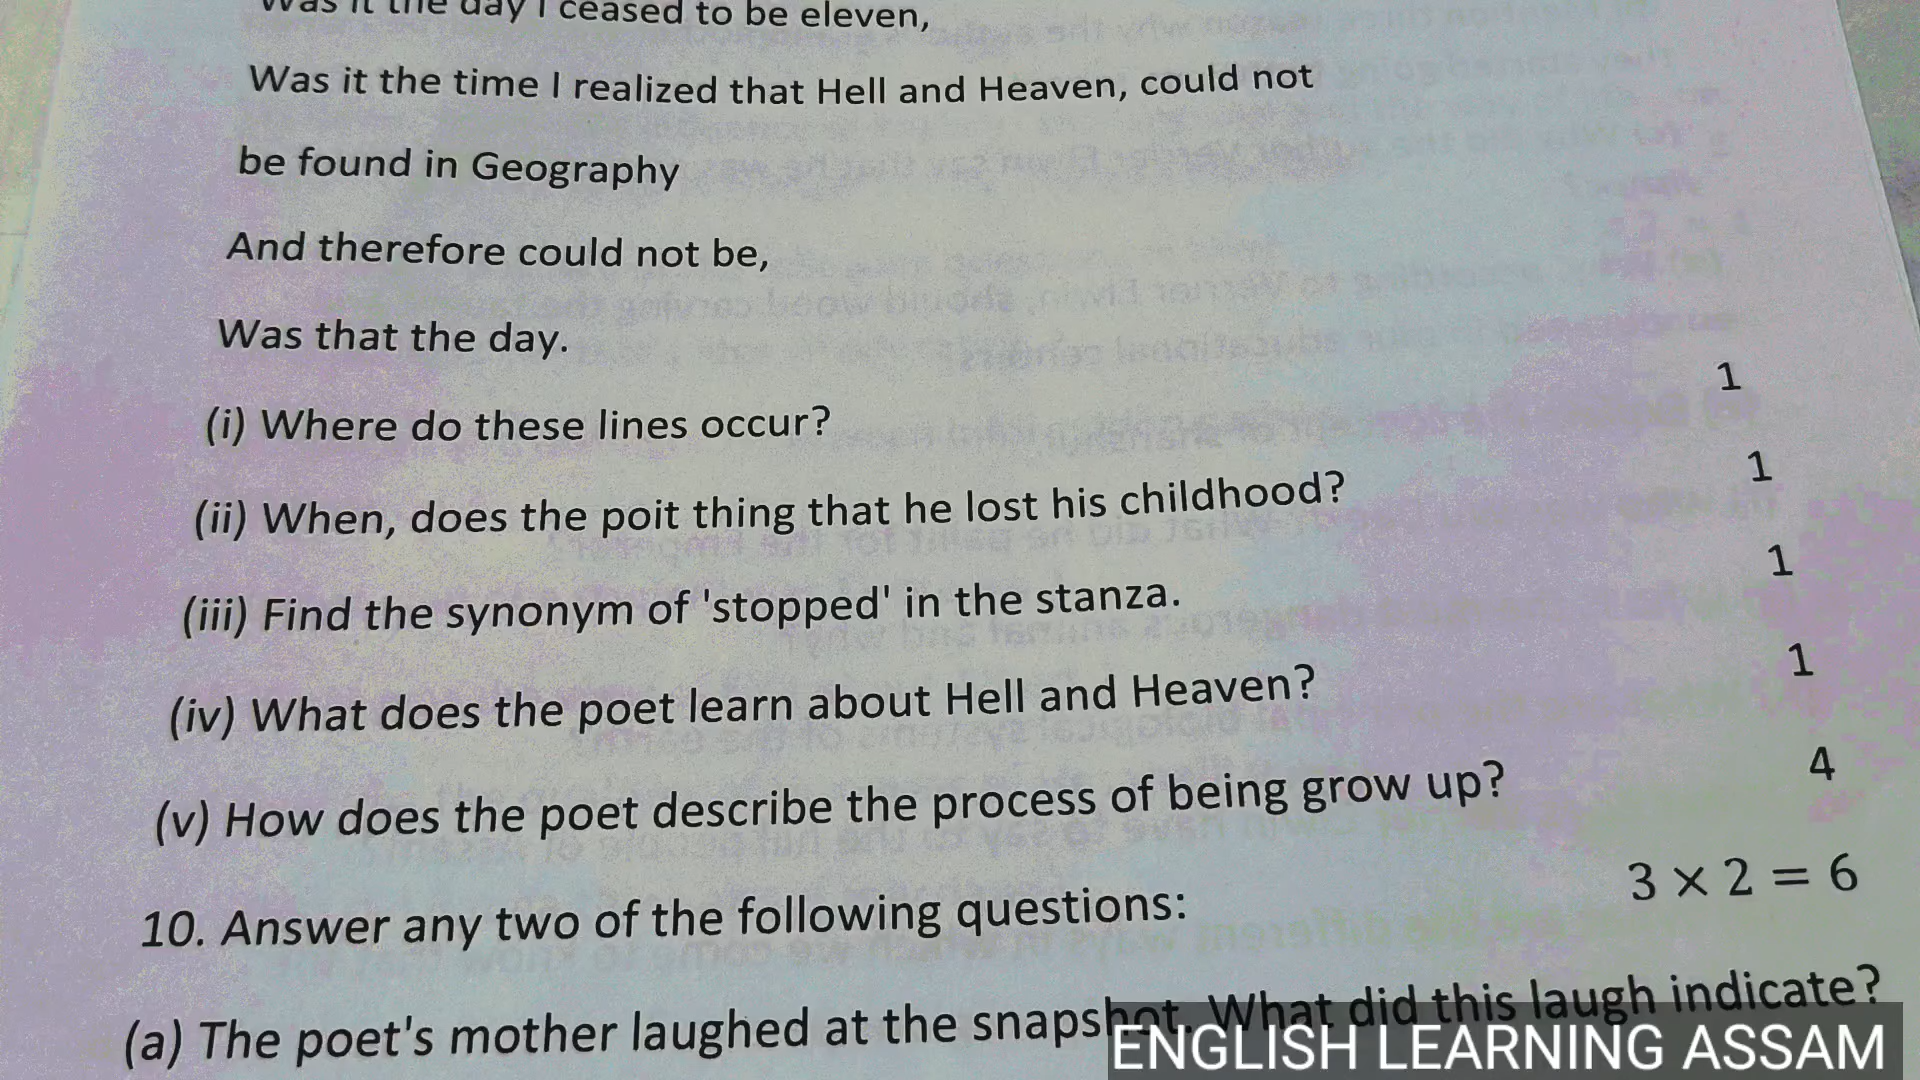 Was it the day I ceased to be eleven,
Was it the time I realized that Hell and Heaven, could not
be found in Geography
And therefore could not be,
Was that the day.
(i) Where do these lines occur? 1
(ii) When, does the poit thing that he lost his childhood? 1
(iii) Find the synonym of 'stopped' in the stanza. 1
(iv) What does the poet learn about Hell and Heaven? 1
(v) How does the poet describe the process of being grow up? 4
10. Answer any two of the following questions: 3 × 2 = 6
(a) The poet's mother laughed at the snapshot. What did this laugh indicate?
ENGLISH LEARNING ASSAM